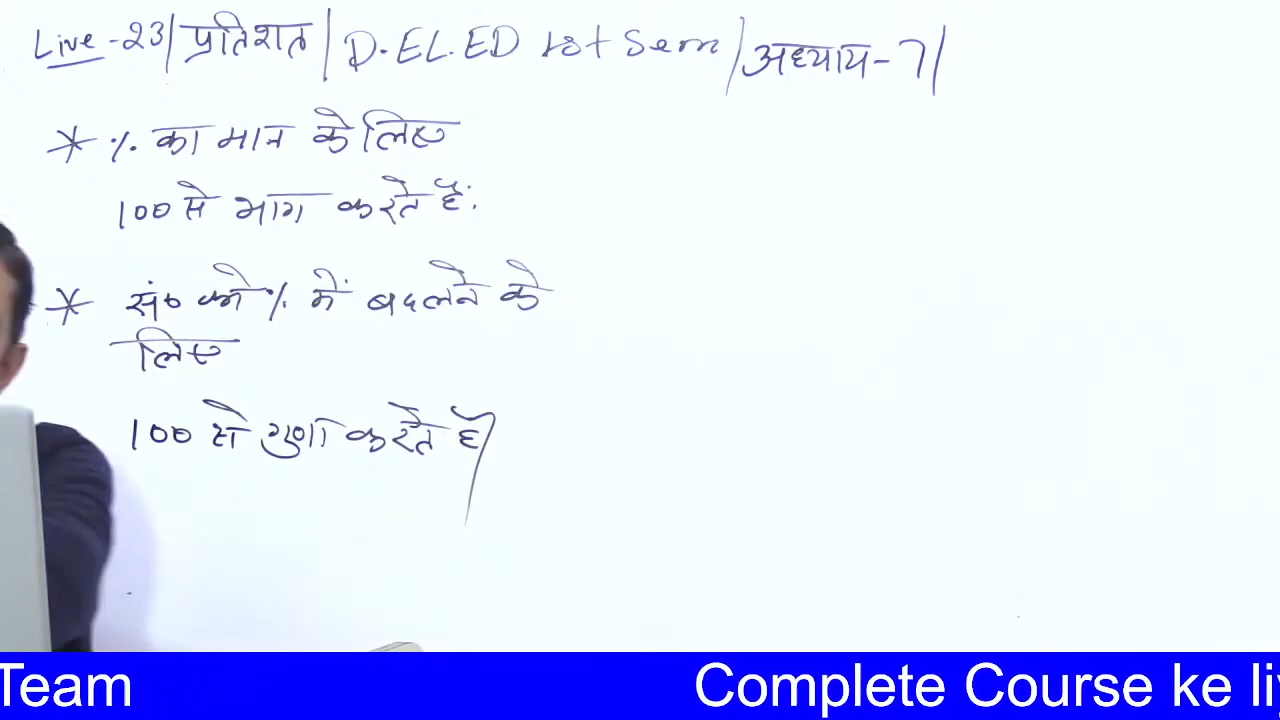 Live-23|प्रतिशत|D.EL.ED 1st Sem|अध्याय-7|
* % का मान के लिए
100 से भाग करते हैं.
* सं० को % में बदलने के
लिए
100 से गुणा करते है|
Team Complete Course ke liy